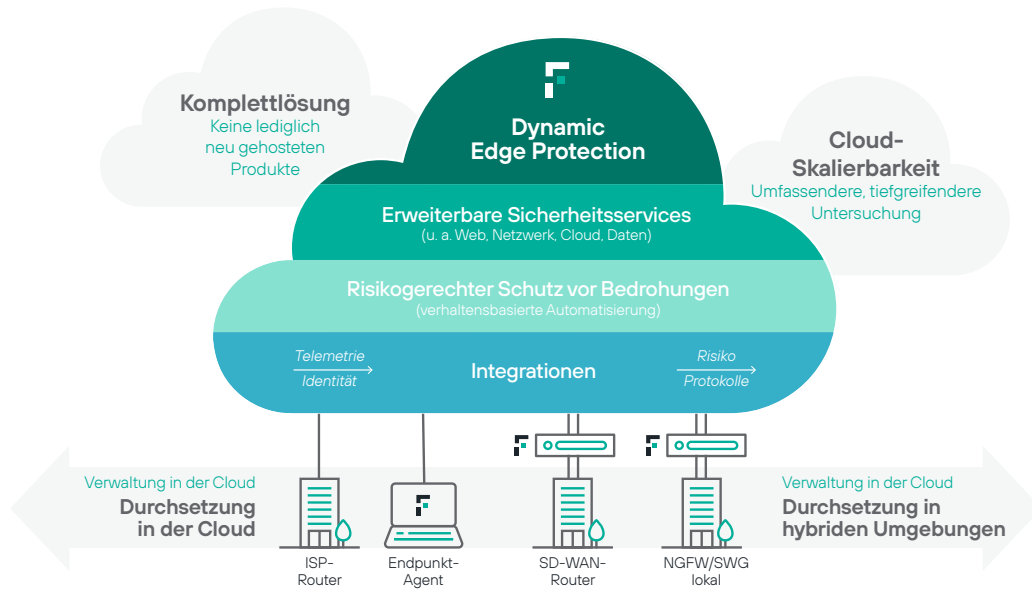 Komplettlösung
Keine lediglich
neu gehosteten
Produkte
Dynamic
Edge Protection
Cloud-
Skalierbarkeit
Umfassendere, tiefgreifendere
Untersuchung
Erweiterbare Sicherheitsservices
(u. a. Web, Netzwerk, Cloud, Daten)
Risikogerechter Schutz vor Bedrohungen
(verhaltensbasierte Automatisierung)
Telemetrie
Identität
Integrationen
Risiko
Protokolle
Verwaltung in der Cloud
Durchsetzung
in der Cloud
Verwaltung in der Cloud
Durchsetzung in
hybriden Umgebungen
ISP-
Router
Endpunkt-
Agent
SD-WAN-
Router
NGFW/SWG
lokal